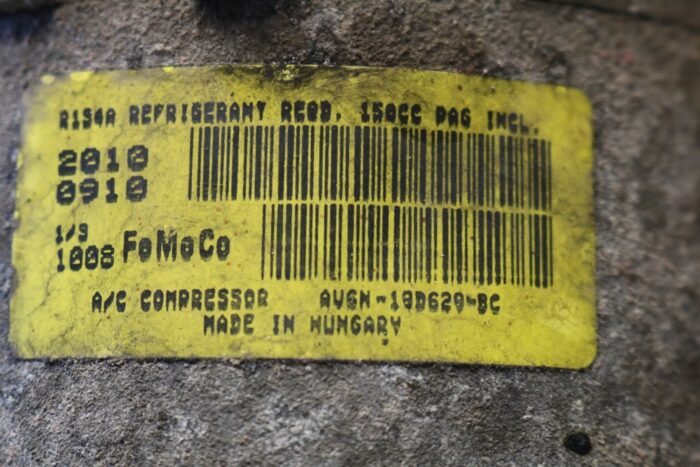 R134A REFRIGERANT REQD. 150CC PAG INCL.
2010
0910
1/3
1008 FoMoCo
A/C COMPRESSOR AV6N-19D629-BC
MADE IN HUNGARY